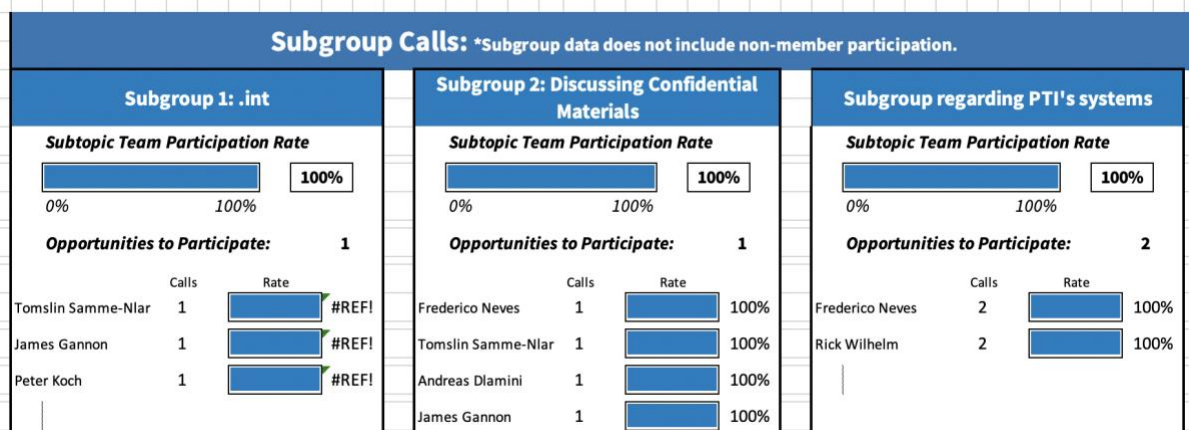 Subgroup Calls: *Subgroup data does not include non-member participation.
Subgroup 1: .int
Subtopic Team Participation Rate
100%
0% 100%
Opportunities to Participate: 1
Calls Rate
Tomslin Samme-Nlar 1 #REF!
James Gannon 1 #REF!
Peter Koch 1 #REF!
Subgroup 2: Discussing Confidential
Materials
Subtopic Team Participation Rate
100%
0% 100%
Opportunities to Participate: 1
Calls Rate
Frederico Neves 1 100%
Tomslin Samme-Nlar 1 100%
Andreas Dlamini 1 100%
James Gannon 1 100%
Subgroup regarding PTI's systems
Subtopic Team Participation Rate
100%
0% 100%
Opportunities to Participate: 2
Calls Rate
Frederico Neves 2 100%
Rick Wilhelm 2 100%